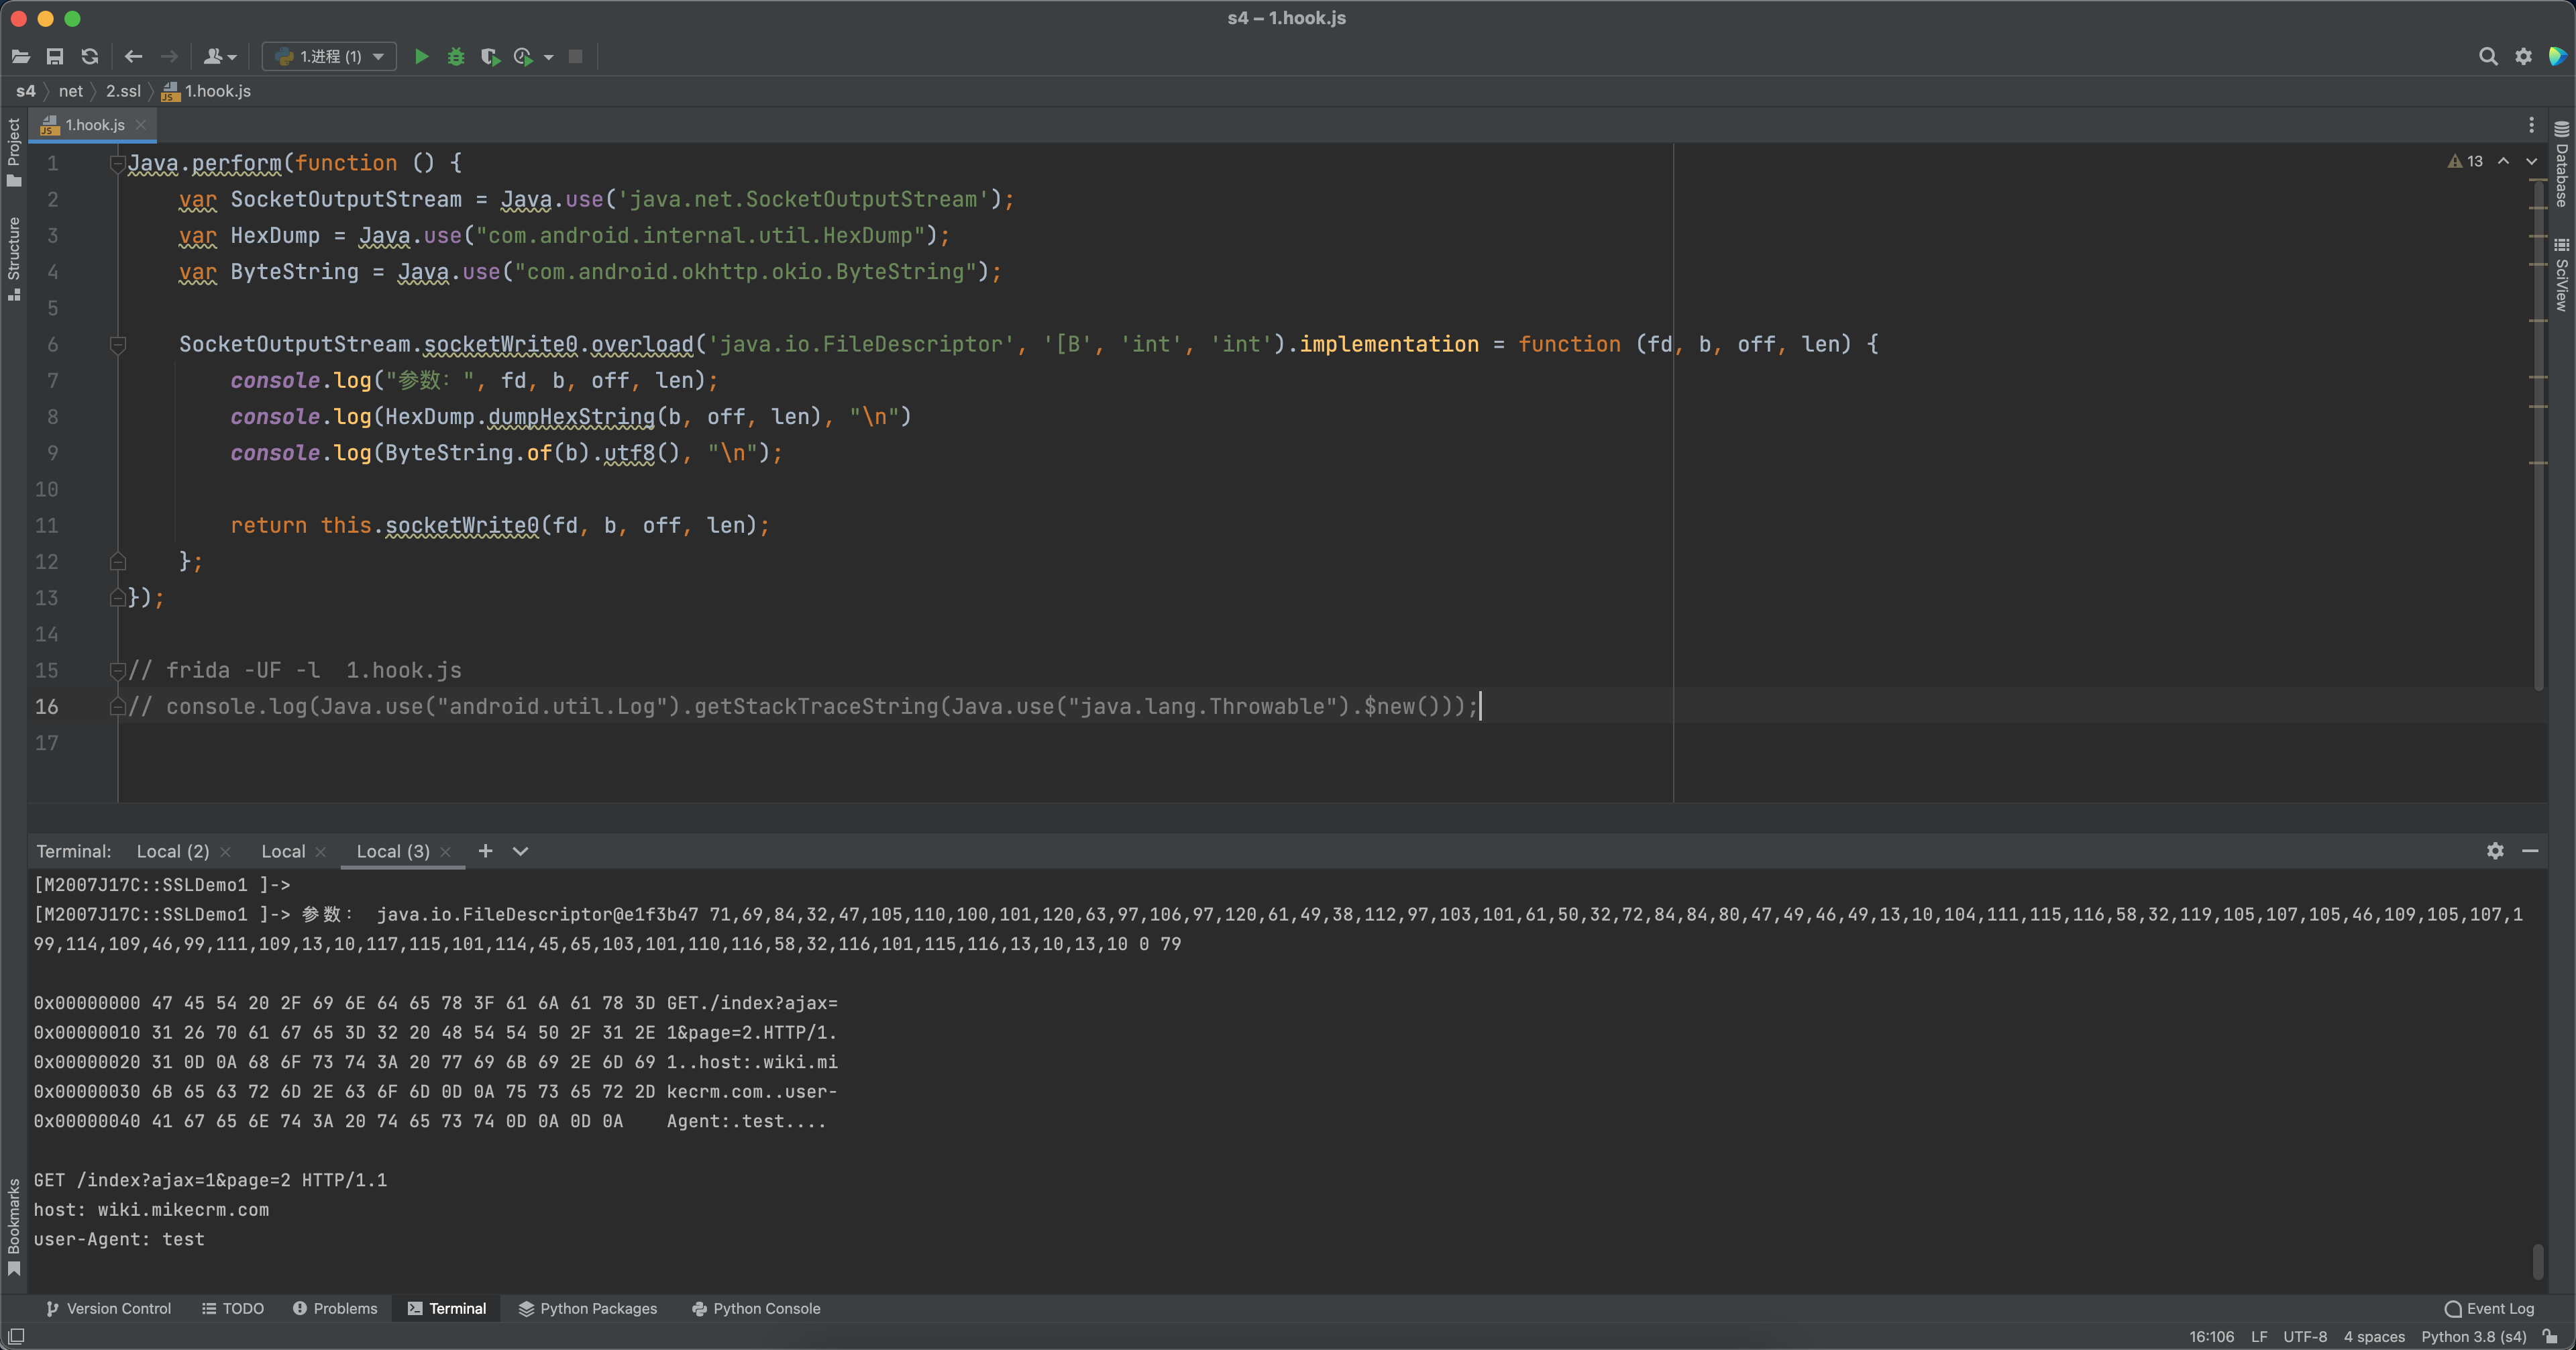 s4 – 1.hook.js
1.进程 (1)
s4 net 2.ssl 1.hook.js
Project
Structure
Bookmarks
Database
SciView
1.hook.js
13
1 Java.perform(function () {
2 var SocketOutputStream = Java.use('java.net.SocketOutputStream');
3 var HexDump = Java.use("com.android.internal.util.HexDump");
4 var ByteString = Java.use("com.android.okhttp.okio.ByteString");
5
6 SocketOutputStream.socketWrite0.overload('java.io.FileDescriptor', '[B', 'int', 'int').implementation = function (fd, b, off, len) {
7 console.log("参数：", fd, b, off, len);
8 console.log(HexDump.dumpHexString(b, off, len), "\n")
9 console.log(ByteString.of(b).utf8(), "\n");
10
11 return this.socketWrite0(fd, b, off, len);
12 };
13 });
14
15 // frida -UF -l  1.hook.js
16 // console.log(Java.use("android.util.Log").getStackTraceString(Java.use("java.lang.Throwable").$new()));
17
Terminal: Local (2) Local Local (3)
[M2007J17C::SSLDemo1 ]->
[M2007J17C::SSLDemo1 ]-> 参数： java.io.FileDescriptor@e1f3b47 71,69,84,32,47,105,110,100,101,120,63,97,106,97,120,61,49,38,112,97,103,101,61,50,32,72,84,84,80,47,49,46,49,13,10,104,111,115,116,58,32,119,105,107,105,46,109,105,107,1
99,114,109,46,99,111,109,13,10,117,115,101,114,45,65,103,101,110,116,58,32,116,101,115,116,13,10,13,10 0 79
0x00000000 47 45 54 20 2F 69 6E 64 65 78 3F 61 6A 61 78 3D GET./index?ajax=
0x00000010 31 26 70 61 67 65 3D 32 20 48 54 54 50 2F 31 2E 1&page=2.HTTP/1.
0x00000020 31 0D 0A 68 6F 73 74 3A 20 77 69 6B 69 2E 6D 69 1..host:.wiki.mi
0x00000030 6B 65 63 72 6D 2E 63 6F 6D 0D 0A 75 73 65 72 2D kecrm.com..user-
0x00000040 41 67 65 6E 74 3A 20 74 65 73 74 0D 0A 0D 0A    Agent:.test....
GET /index?ajax=1&page=2 HTTP/1.1
host: wiki.mikecrm.com
user-Agent: test
Version Control TODO Problems Terminal Python Packages Python Console Event Log
16:106 LF UTF-8 4 spaces Python 3.8 (s4)